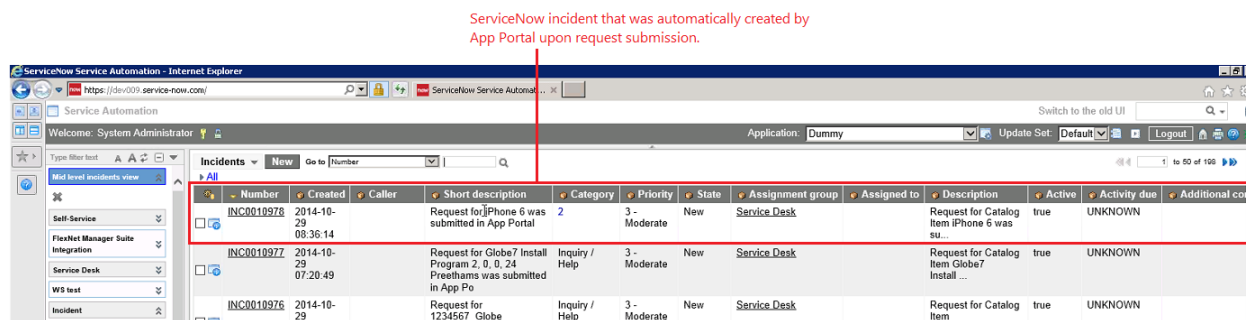 ServiceNow incident that was automatically created by
App Portal upon request submission.
ServiceNow Service Automation - Internet Explorer
https://dev009.service-now.com/
ServiceNow Service Automat...
Service Automation
Switch to the old UI
Welcome: System Administrator
Application: Dummy
Update Set: Default
Logout
Type filter text
A A
Incidents New Go to Number
1 to 50 of 198
All
Mid level incidents view
Number Created Caller Short description Category Priority State Assignment group Assigned to Description Active Activity due Additional con
INC0010978 2014-10- Request for iPhone 6 was 2 3 - New Service Desk Request for Catalog true UNKNOWN
29 submitted in App Portal Moderate Item iPhone 6 was
08:36:14 su...
Self-Service
FlexNet Manager Suite
Integration
Service Desk
WS test
Incident
INC0010977 2014-10- Request for Globe7 Install Inquiry / 3 - New Service Desk Request for Catalog true UNKNOWN
29 Program 2, 0, 0, 24 Help Moderate Item Globe7
07:20:49 Preethams was submitted Install ...
in App Po
INC0010976 2014-10- Request for Inquiry / 3 - New Service Desk Request for Catalog true UNKNOWN
29 1234567 Globe Help Moderate Item